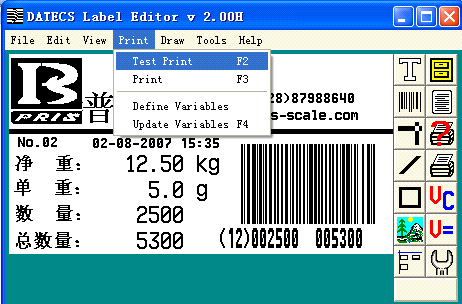 DATECS Label Editor v 2.00H
File Edit View Print Draw Tools Help
Test Print F2
Print F3
Define Variables
Update Variables F4
PRIS
普
28)87988640
s-scale.com
No.02 02-08-2007 15:35
净 重: 12.50 kg
单 重: 5.0 g
数 量: 2500
总数量: 5300
(12)002500 005300
T
?
VC
V=